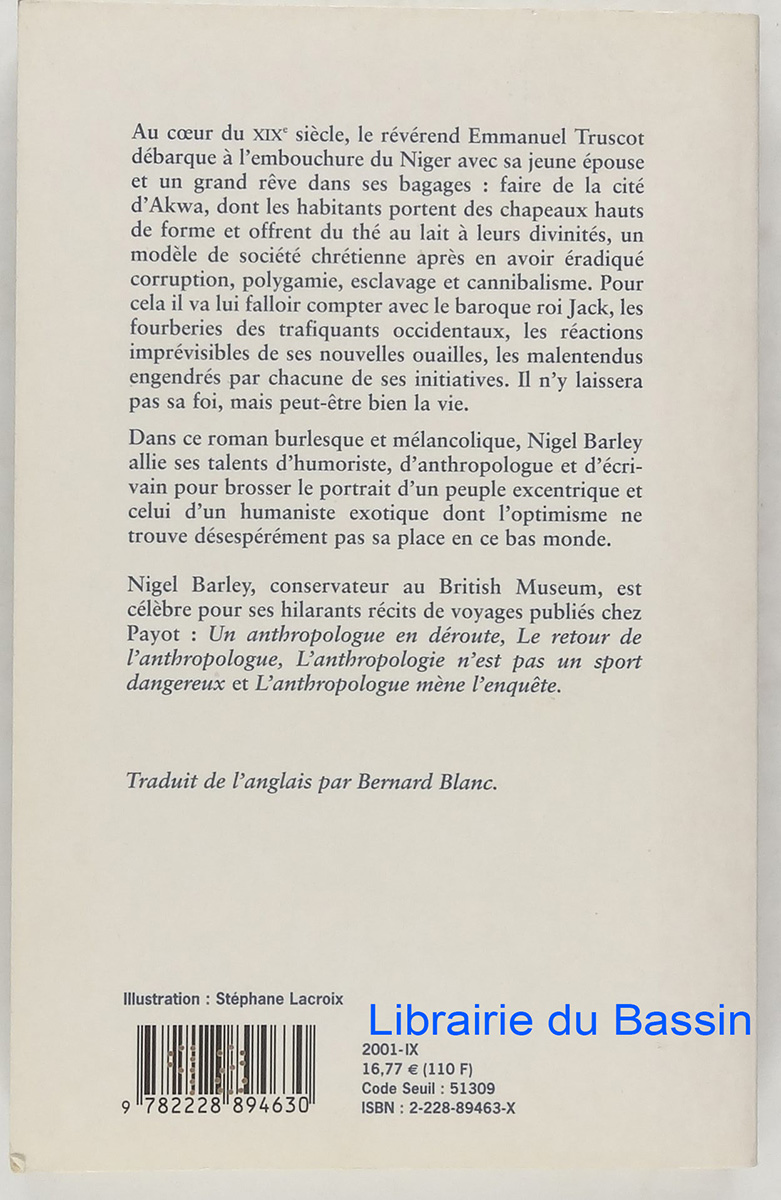 Au cœur du XIXe siècle, le révérend Emmanuel Truscot
débarque à l'embouchure du Niger avec sa jeune épouse
et un grand rêve dans ses bagages : faire de la cité
d'Akwa, dont les habitants portent des chapeaux hauts
de forme et offrent du thé au lait à leurs divinités, un
modèle de société chrétienne après en avoir éradiqué
corruption, polygamie, esclavage et cannibalisme. Pour
cela il va lui falloir compter avec le baroque roi Jack, les
fourberies des trafiquants occidentaux, les réactions
imprévisibles de ses nouvelles ouailles, les malentendus
engendrés par chacune de ses initiatives. Il n'y laissera
pas sa foi, mais peut-être bien la vie.
Dans ce roman burlesque et mélancolique, Nigel Barley
allie ses talents d'humoriste, d'anthropologue et d'écri-
vain pour brosser le portrait d'un peuple excentrique et
celui d'un humaniste exotique dont l'optimisme ne
trouve désespérément pas sa place en ce bas monde.
Nigel Barley, conservateur au British Museum, est
célèbre pour ses hilarants récits de voyages publiés chez
Payot : Un anthropologue en déroute, Le retour de
l'anthropologue, L'anthropologie n'est pas un sport
dangereux et L'anthropologue mène l'enquête.
Traduit de l'anglais par Bernard Blanc.
Illustration : Stéphane Lacroix
Librairie du Bassin
2001-IX
16,77 € (110 F)
Code Seuil : 51309
ISBN : 2-228-89463-X
9 782228 894630